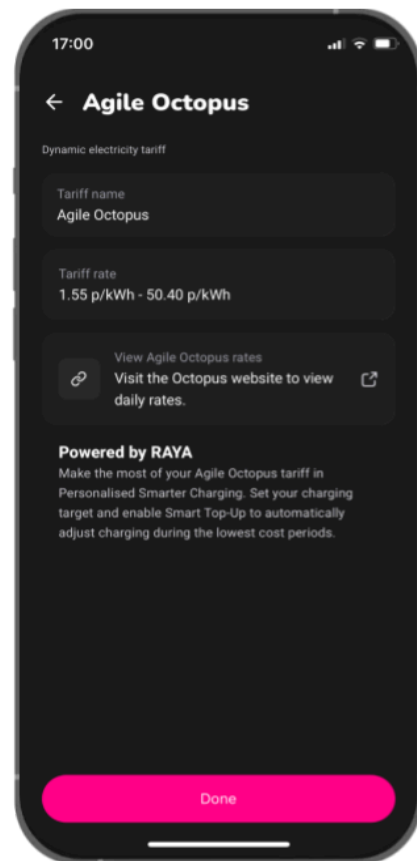 17:00
Agile Octopus
Dynamic electricity tariff
Tariff name
Agile Octopus
Tariff rate
1.55 p/kWh - 50.40 p/kWh
View Agile Octopus rates
Visit the Octopus website to view
daily rates.
Powered by RAYA
Make the most of your Agile Octopus tariff in
Personalised Smarter Charging. Set your charging
target and enable Smart Top-Up to automatically
adjust charging during the lowest cost periods.
Done